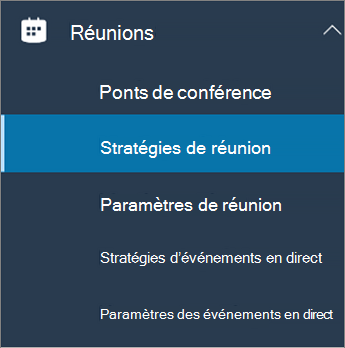 Réunions
Ponts de conférence
Stratégies de réunion
Paramètres de réunion
Stratégies d’événements en direct
Paramètres des événements en direct